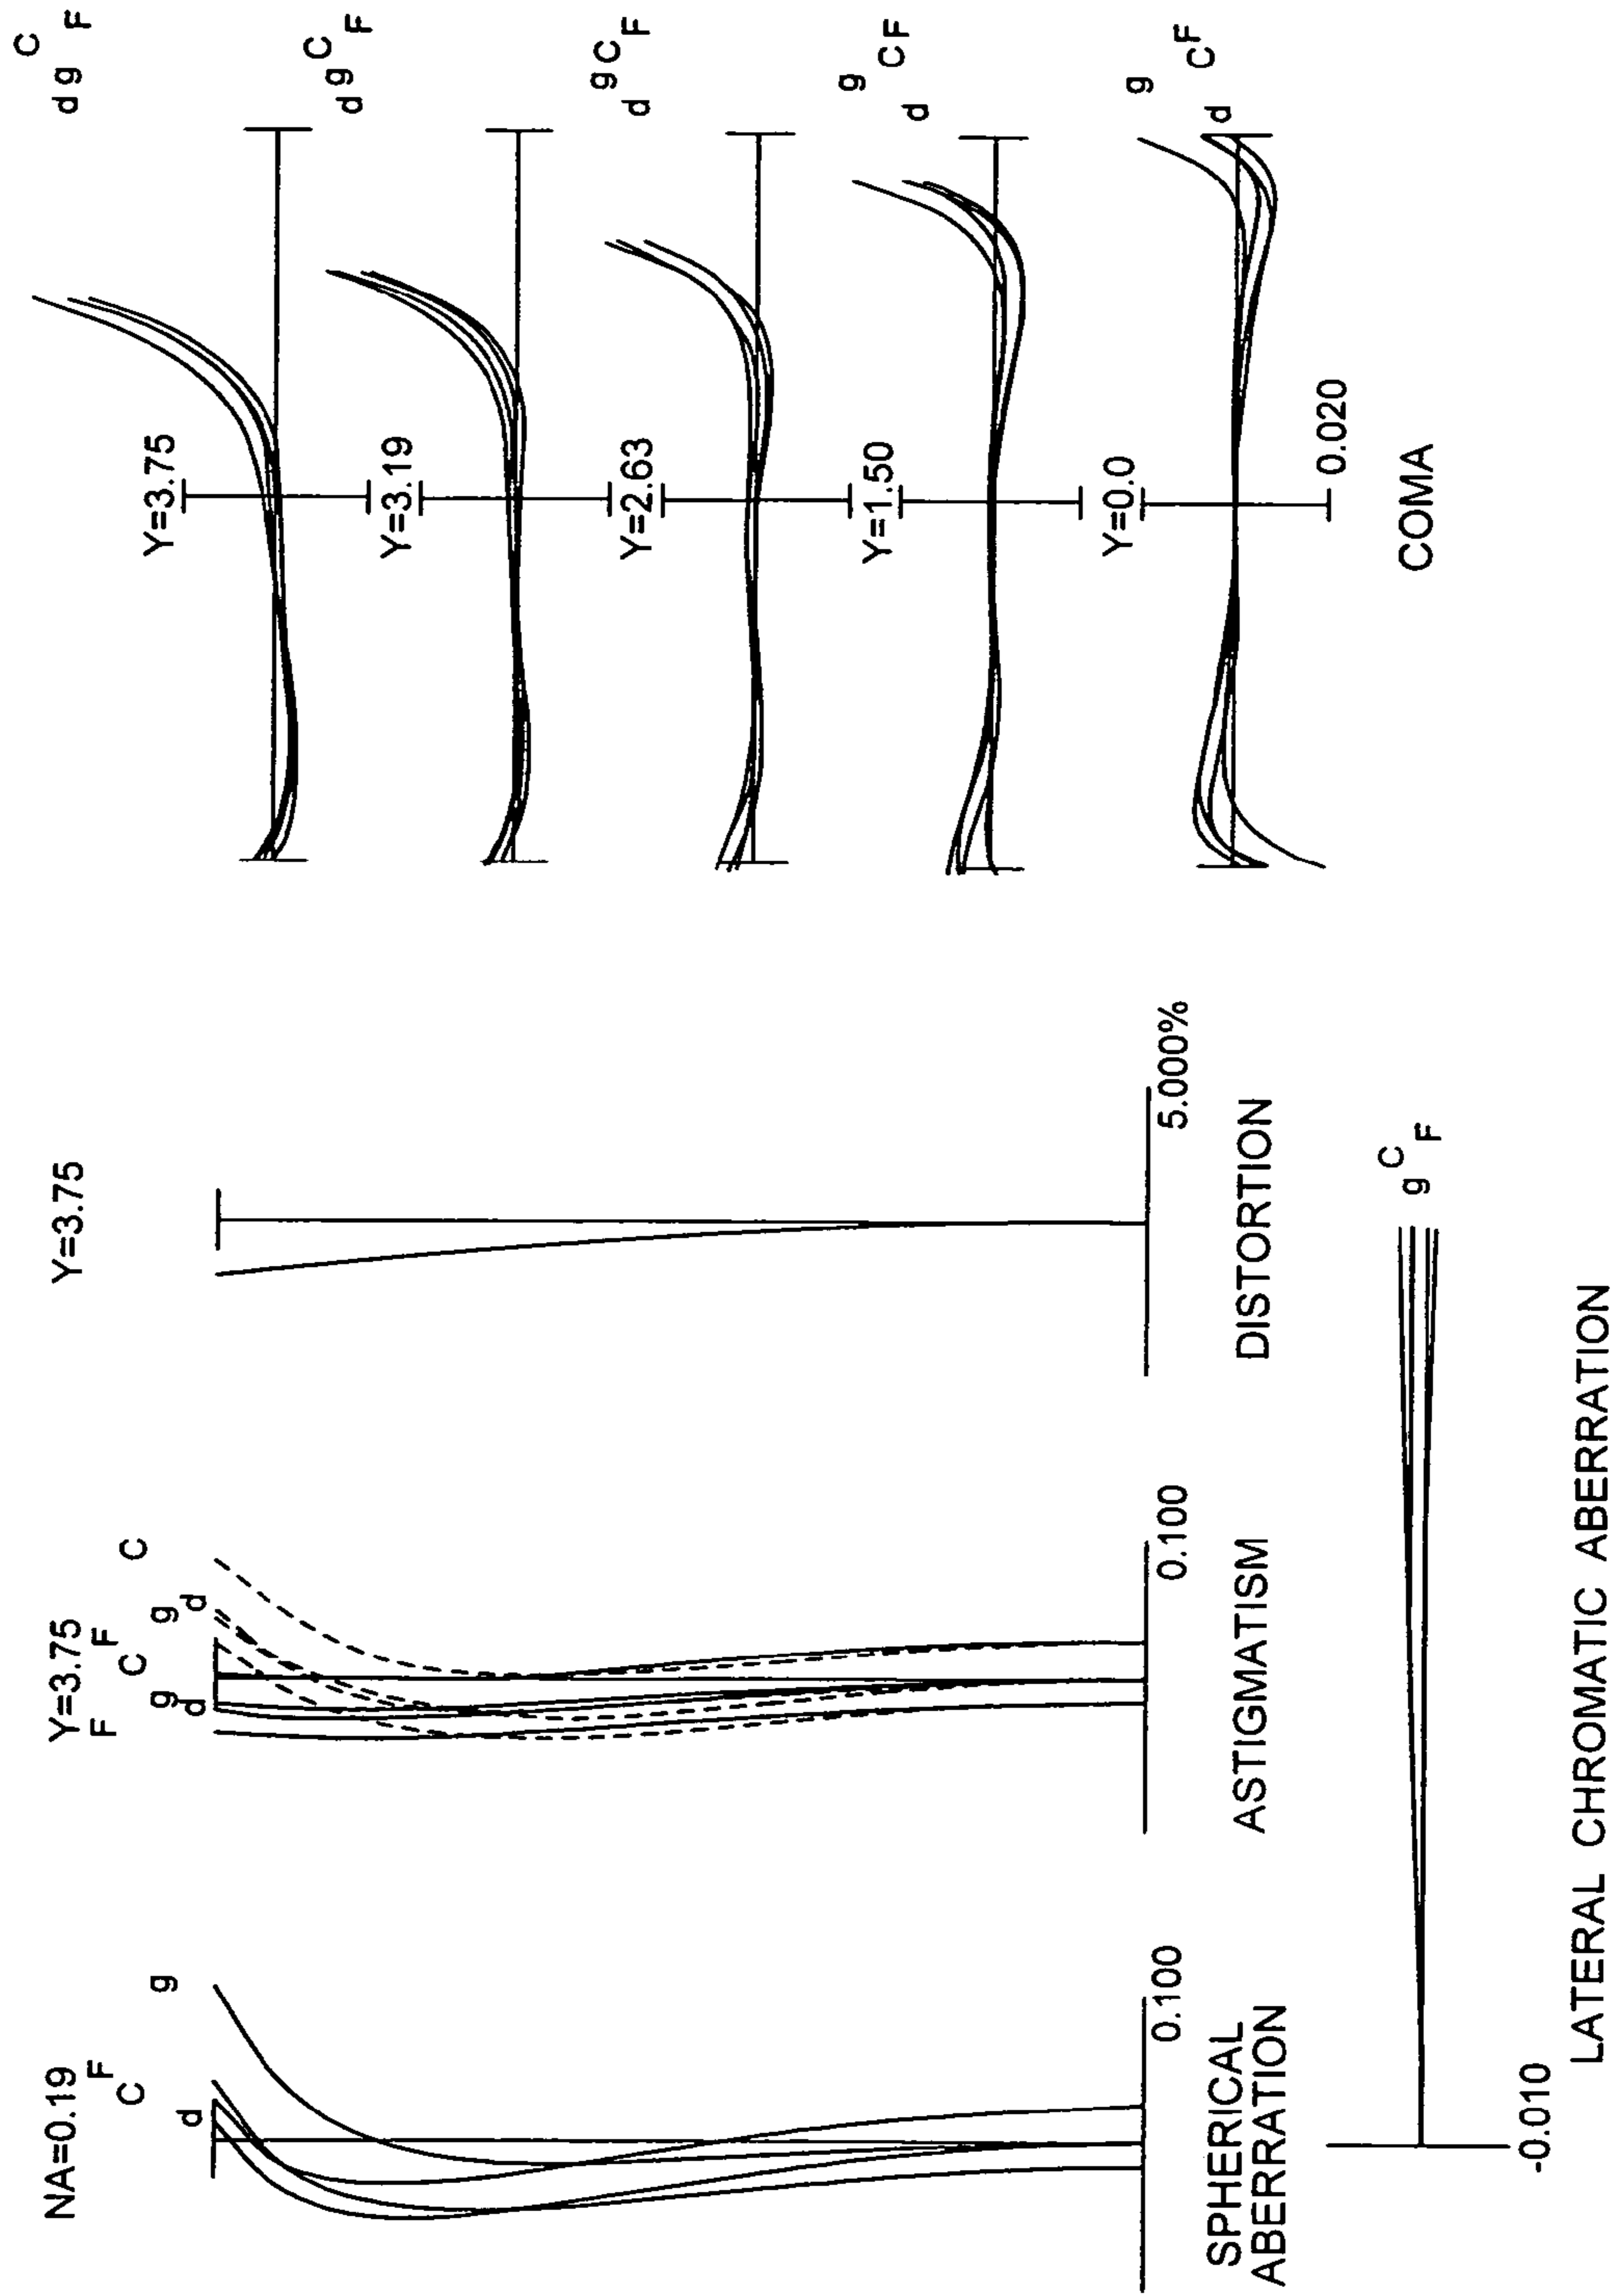 NA=0.19
F
C
d
g
SPHERICAL
ABERRATION
0.100
Y=3.75
F
C
F
g
d
g
d
C
ASTIGMATISM
0.100
Y=3.75
DISTORTION
5.000%
Y=3.75
d
g
C
F
Y=3.19
d
g
C
F
Y=2.63
d
g
C
F
Y=1.50
d
g
C
F
Y=0.0
d
g
C
F
0.020
COMA
g
C
F
-0.010
LATERAL CHROMATIC ABERRATION